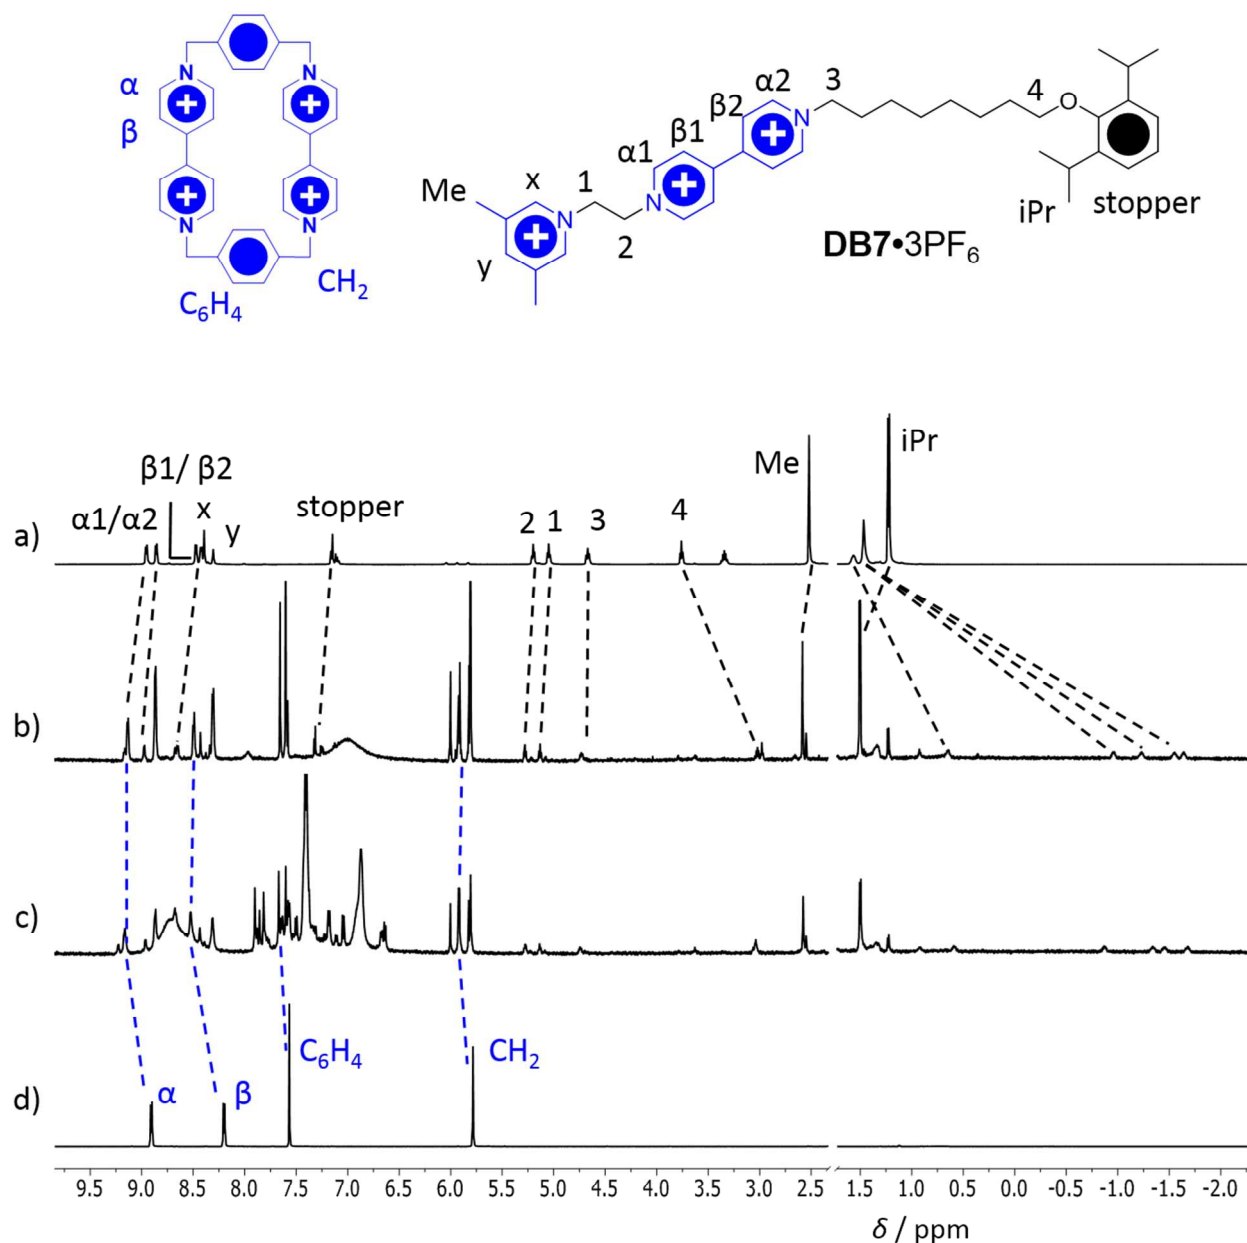 N N
α
β
N N
C₆H₄
CH₂
Me
x
y
1
2
N
α1
β1
N
β2
α2
N
3
4
O
iPr
stopper
DB7•3PF₆
a)
α1/α2
β1/ β2
x
y
stopper
2
1
3
4
Me
iPr
b)
c)
d)
α
β
C₆H₄
CH₂
9.5 9.0 8.5 8.0 7.5 7.0 6.5 6.0 5.5 5.0 4.5 4.0 3.5 3.0 2.5 1.5 1.0 0.5 0.0 -0.5 -1.0 -1.5 -2.0
δ / ppm